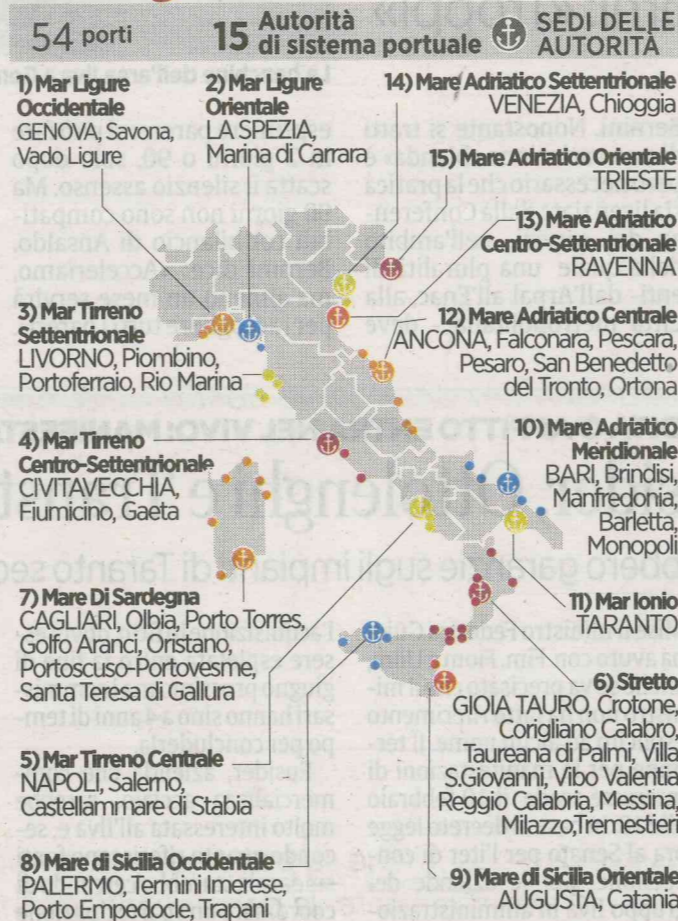 54 porti
15 Autorità
di sistema portuale
SEDI DELLE
AUTORITÀ
1) Mar Ligure
Occidentale
GENOVA, Savona,
Vado Ligure
2) Mar Ligure
Orientale
LA SPEZIA,
Marina di Carrara
14) Mare Adriatico Settentrionale
VENEZIA, Chioggia
15) Mare Adriatico Orientale
TRIESTE
13) Mare Adriatico
Centro-Settentrionale
RAVENNA
3) Mar Tirreno
Settentrionale
LIVORNO, Piombino,
Portoferraio, Rio Marina
12) Mare Adriatico Centrale
ANCONA, Falconara, Pescara,
Pesaro, San Benedetto
del Tronto, Ortona
4) Mar Tirreno
Centro-Settentrionale
CIVITAVECCHIA,
Fiumicino, Gaeta
10) Mare Adriatico
Meridionale
BARI, Brindisi,
Manfredonia,
Barletta,
Monopoli
7) Mare Di Sardegna
CAGLIARI, Olbia, Porto Torres,
Golfo Aranci, Oristano,
Portoscuso-Portovesme,
Santa Teresa di Gallura
11) Mar Ionio
TARANTO
6) Stretto
GIOIA TAURO, Crotone,
Corigliano Calabro,
Taureana di Palmi, Villa
S.Giovanni, Vibo Valentia
Reggio Calabria, Messina,
Milazzo,Tremestieri
5) Mar Tirreno Centrale
NAPOLI, Salerno,
Castellammare di Stabia
8) Mare di Sicilia Occidentale
PALERMO, Termini Imerese,
Porto Empedocle, Trapani
9) Mare di Sicilia Orientale
AUGUSTA, Catania